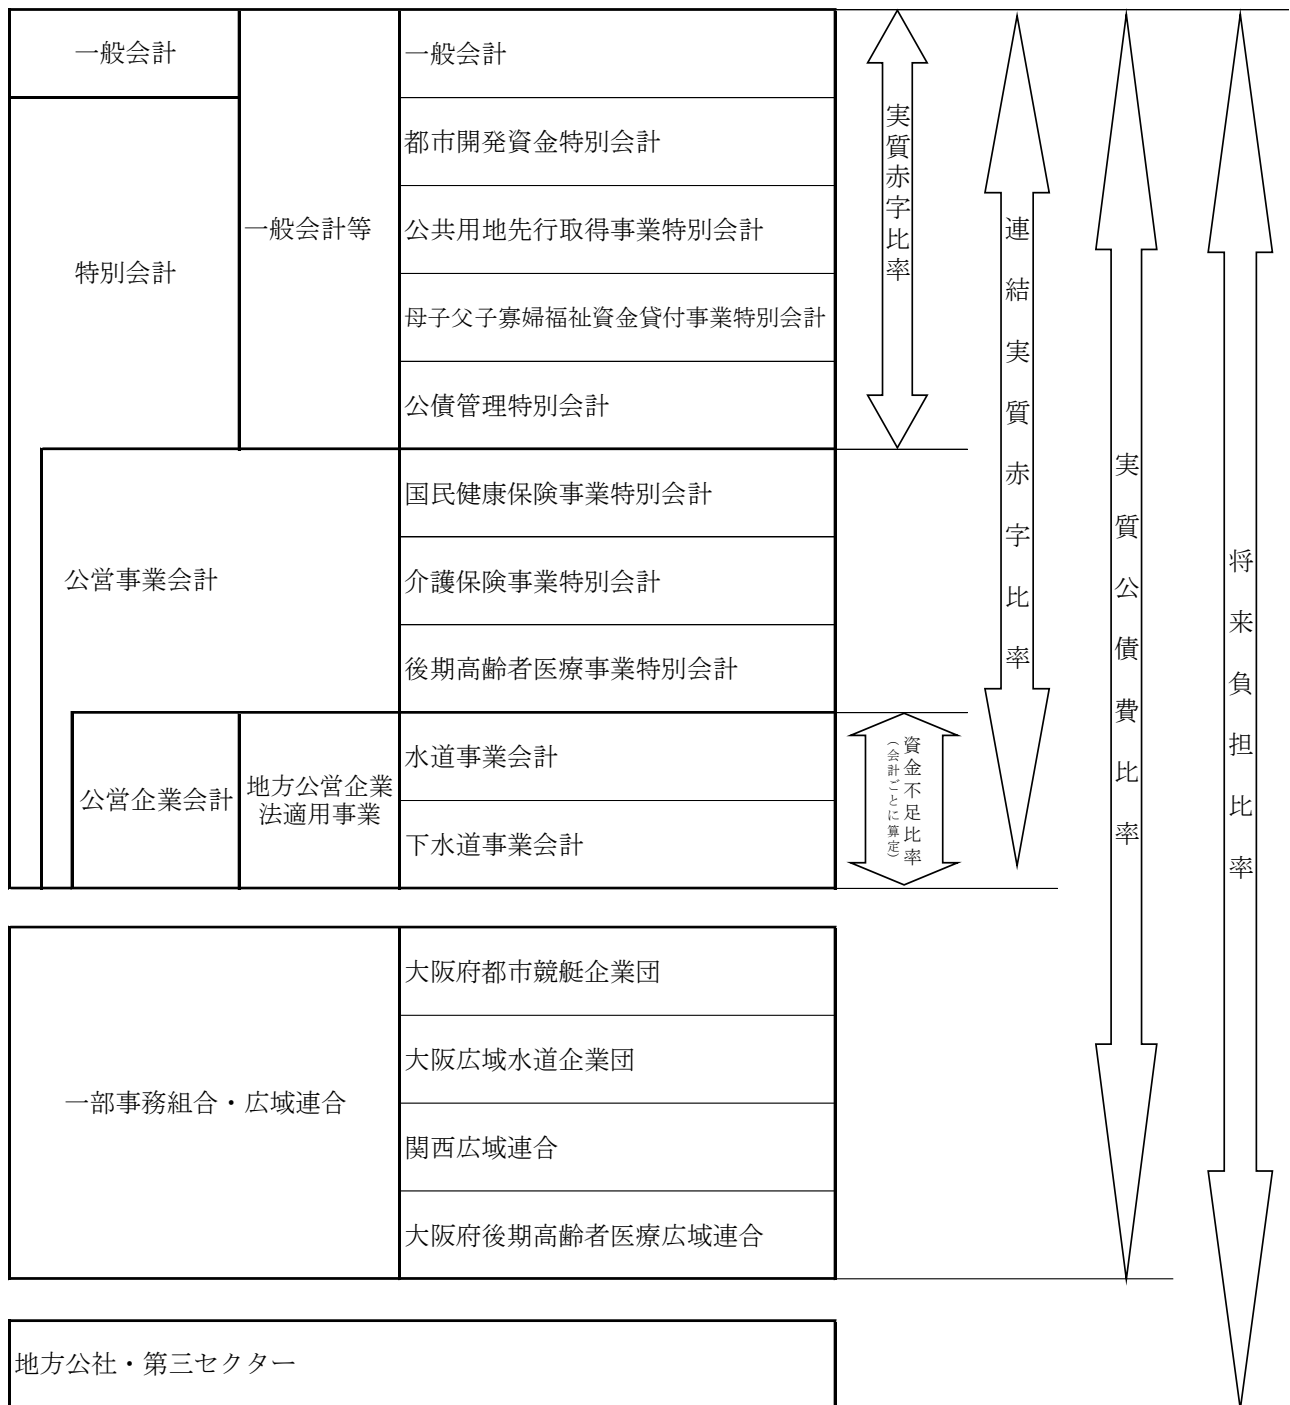 一般会計
一般会計
特別会計
一般会計等
都市開発資金特別会計
公共用地先行取得事業特別会計
母子父子寡婦福祉資金貸付事業特別会計
公債管理特別会計
公営事業会計
国民健康保険事業特別会計
介護保険事業特別会計
後期高齢者医療事業特別会計
公営企業会計
地方公営企業
法適用事業
水道事業会計
下水道事業会計
一部事務組合・広域連合
大阪府都市競艇企業団
大阪広域水道企業団
関西広域連合
大阪府後期高齢者医療広域連合
地方公社・第三セクター
実質赤字比率
資金不足比率
(会計ごとに算定)
連結実質赤字比率
実質公債費比率
将来負担比率